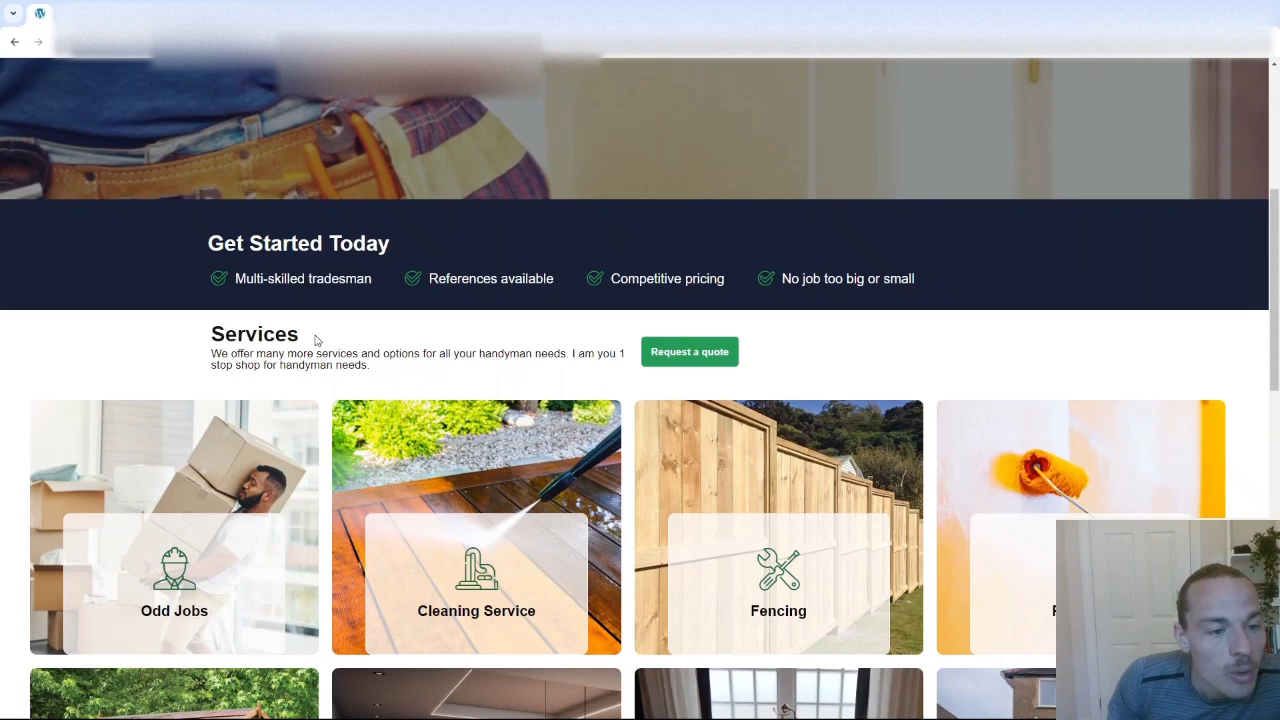 Get Started Today
Multi-skilled tradesman References available Competitive pricing No job too big or small
Services
We offer many more services and options for all your handyman needs. I am you 1
stop shop for handyman needs.
Request a quote
Odd Jobs Cleaning Service Fencing